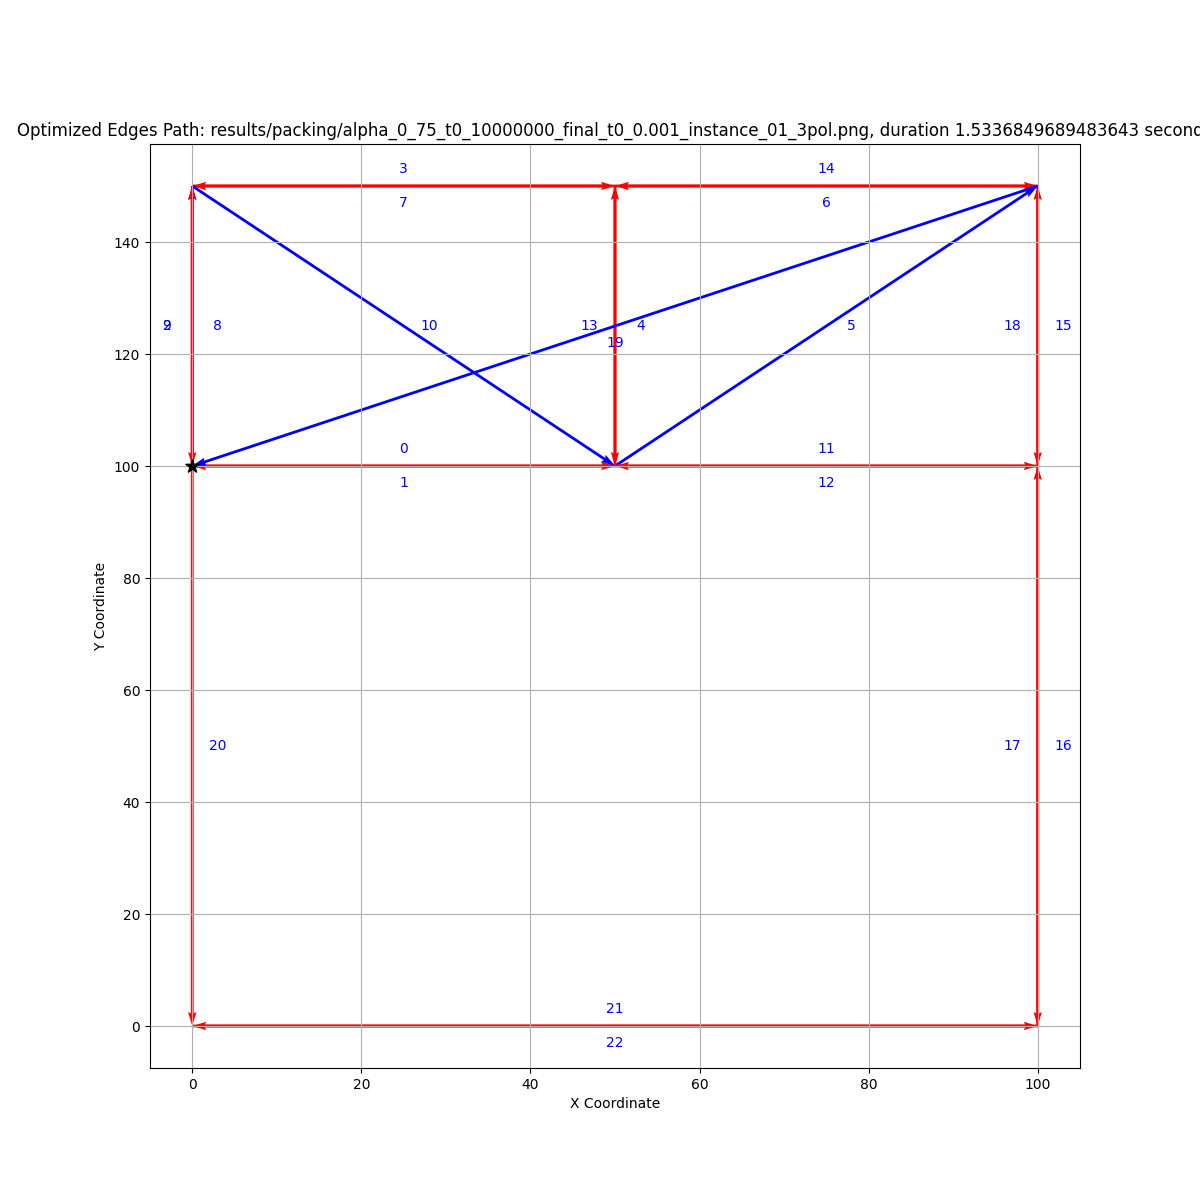 Optimized Edges Path: results/packing/alpha_0_75_t0_10000000_final_t0_0.001_instance_01_3pol.png, duration 1.5336849689483643 second
3 14
7 6
140
2 8 10 13 4 5 18 15
19
120
0 11
100
1 12
80
Y Coordinate
60
20 17 16
40
20
21
0
22
0 20 40 60 80 100
X Coordinate